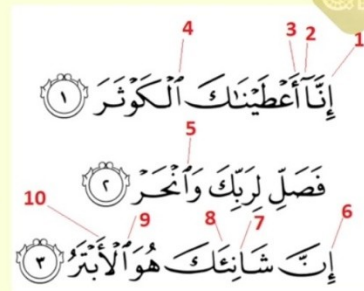 4 3 2 1
إِنَّآ أَعْطَيْنَٰكَ ٱلْكَوْثَرَ ١
5
فَصَلِّ لِرَبِّكَ وَٱنْحَرْ ٢
10 9 8 7 6
إِنَّ شَانِئَكَ هُوَ ٱلْأَبْتَرُ ٣